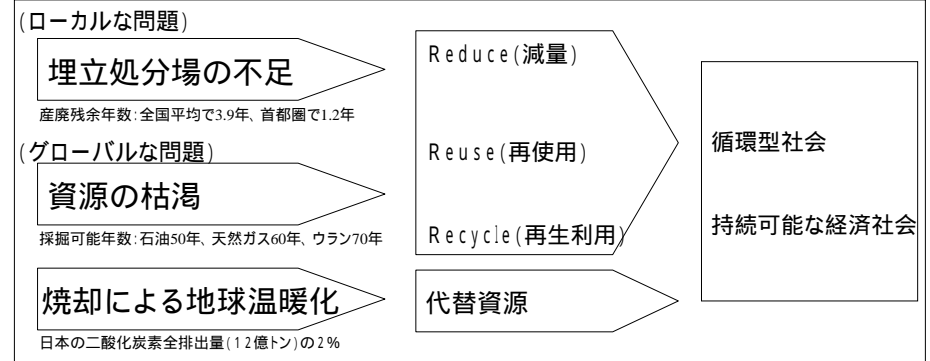 (ローカルな問題)
埋立処分場の不足
産廃残余年数:全国平均で3.9年、首都圏で1.2年
(グローバルな問題)
資源の枯渇
採掘可能年数:石油50年、天然ガス60年、ウラン70年
焼却による地球温暖化
日本の二酸化炭素全排出量(12億トン)の2%
Reduce(減量)
Reuse(再使用)
Recycle(再生利用)
代替資源
循環型社会
持続可能な経済社会